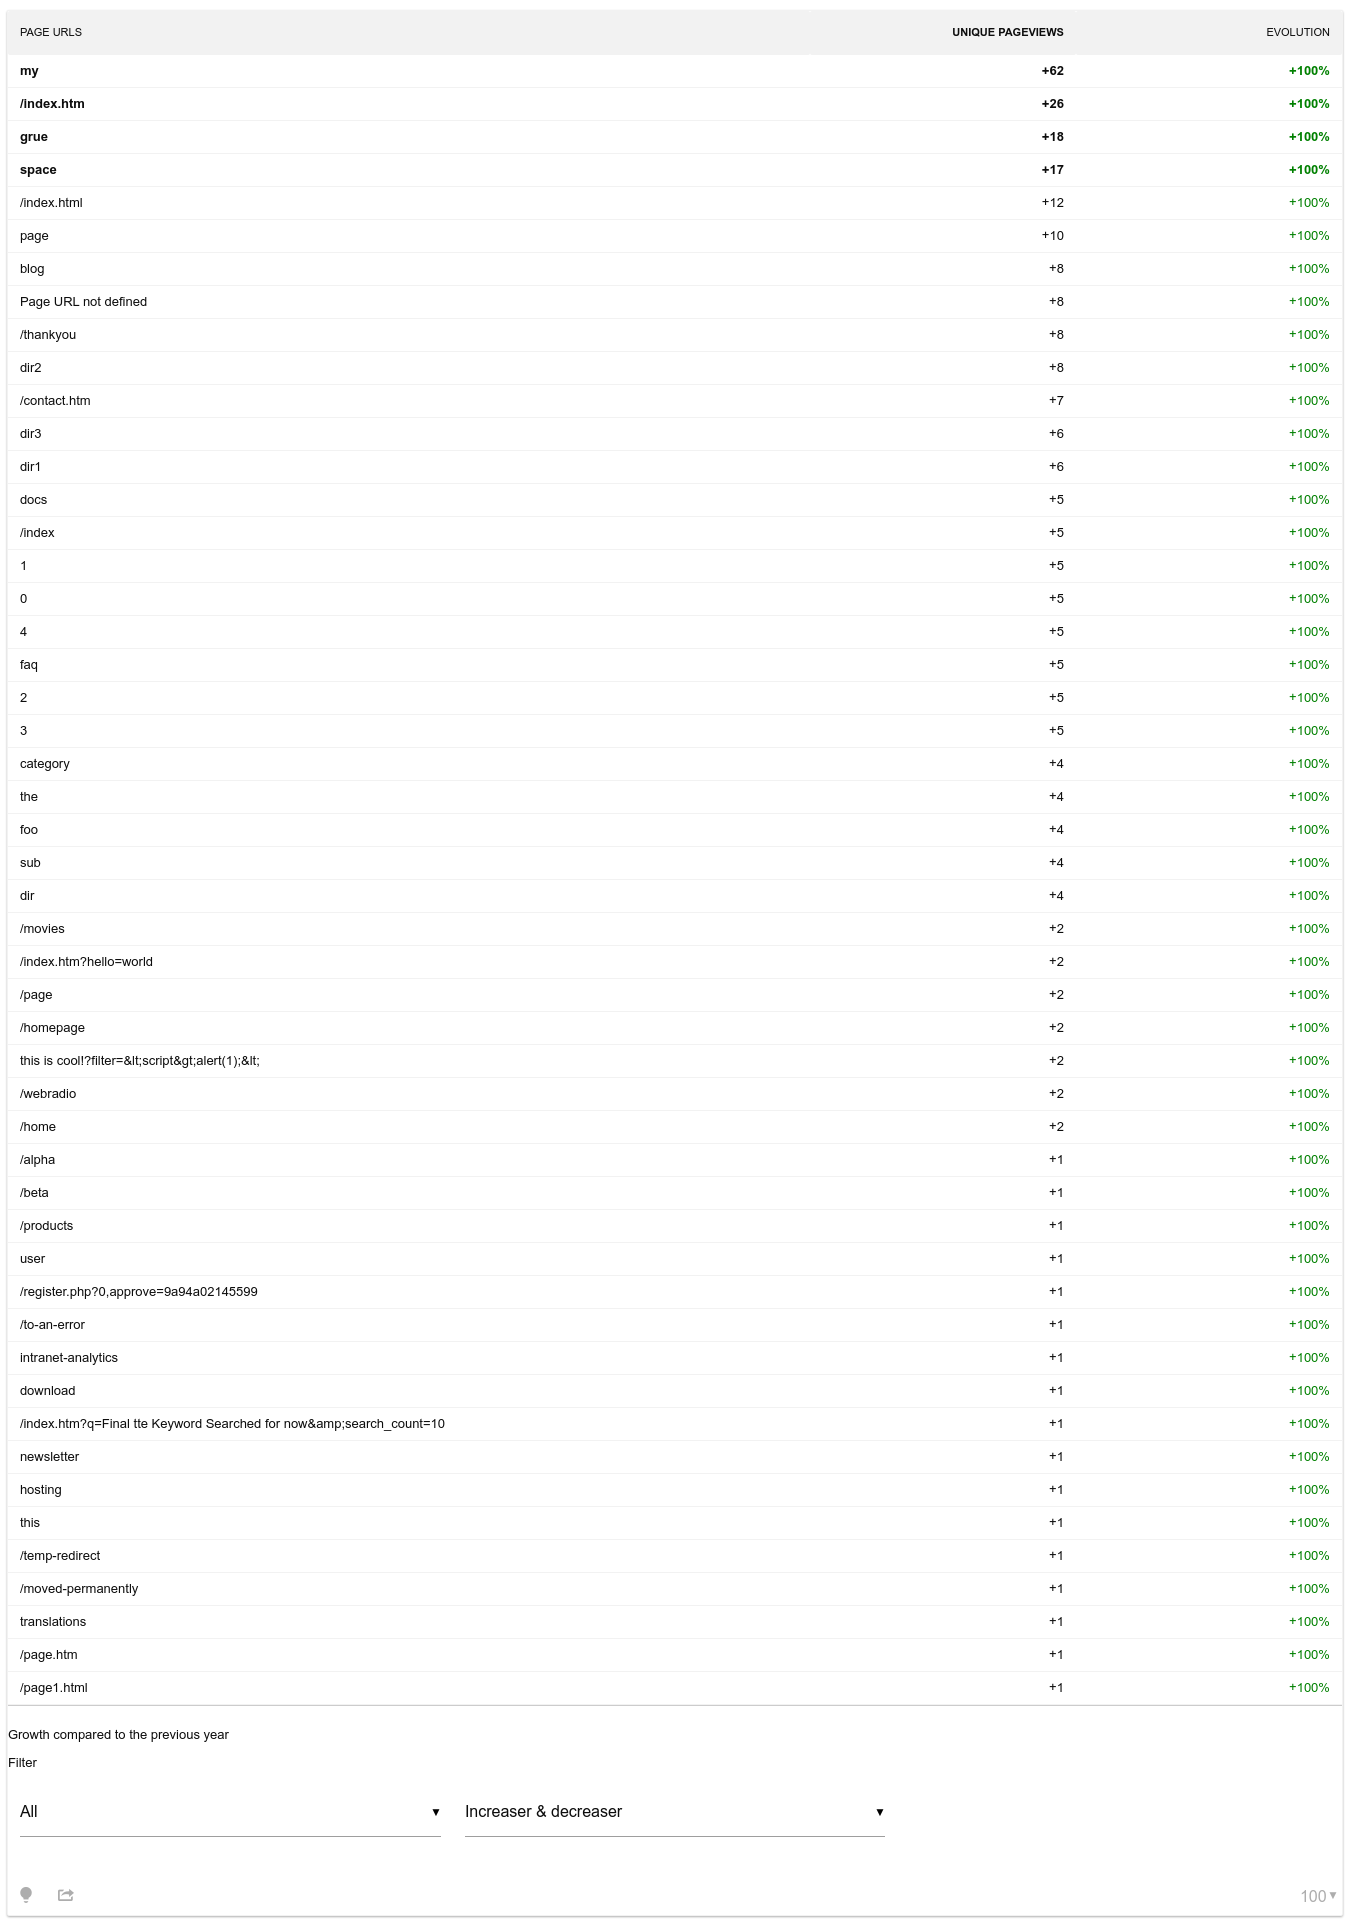 PAGE URLS UNIQUE PAGEVIEWS EVOLUTION
my +62 +100%
/index.htm +26 +100%
grue +18 +100%
space +17 +100%
/index.html +12 +100%
page +10 +100%
blog +8 +100%
Page URL not defined +8 +100%
/thankyou +8 +100%
dir2 +8 +100%
/contact.htm +7 +100%
dir3 +6 +100%
dir1 +6 +100%
docs +5 +100%
/index +5 +100%
1 +5 +100%
0 +5 +100%
4 +5 +100%
faq +5 +100%
2 +5 +100%
3 +5 +100%
category +4 +100%
the +4 +100%
foo +4 +100%
sub +4 +100%
dir +4 +100%
/movies +2 +100%
/index.htm?hello=world +2 +100%
/page +2 +100%
/homepage +2 +100%
this is cool!?filter=&lt;script&gt;alert(1);&lt; +2 +100%
/webradio +2 +100%
/home +2 +100%
/alpha +1 +100%
/beta +1 +100%
/products +1 +100%
user +1 +100%
/register.php?0,approve=9a94a02145599 +1 +100%
/to-an-error +1 +100%
intranet-analytics +1 +100%
download +1 +100%
/index.htm?q=Final tte Keyword Searched for now&amp;search_count=10 +1 +100%
newsletter +1 +100%
hosting +1 +100%
this +1 +100%
/temp-redirect +1 +100%
/moved-permanently +1 +100%
translations +1 +100%
/page.htm +1 +100%
/page1.html +1 +100%
Growth compared to the previous year
Filter
All ▼ Increaser & decreaser ▼
100 ▼